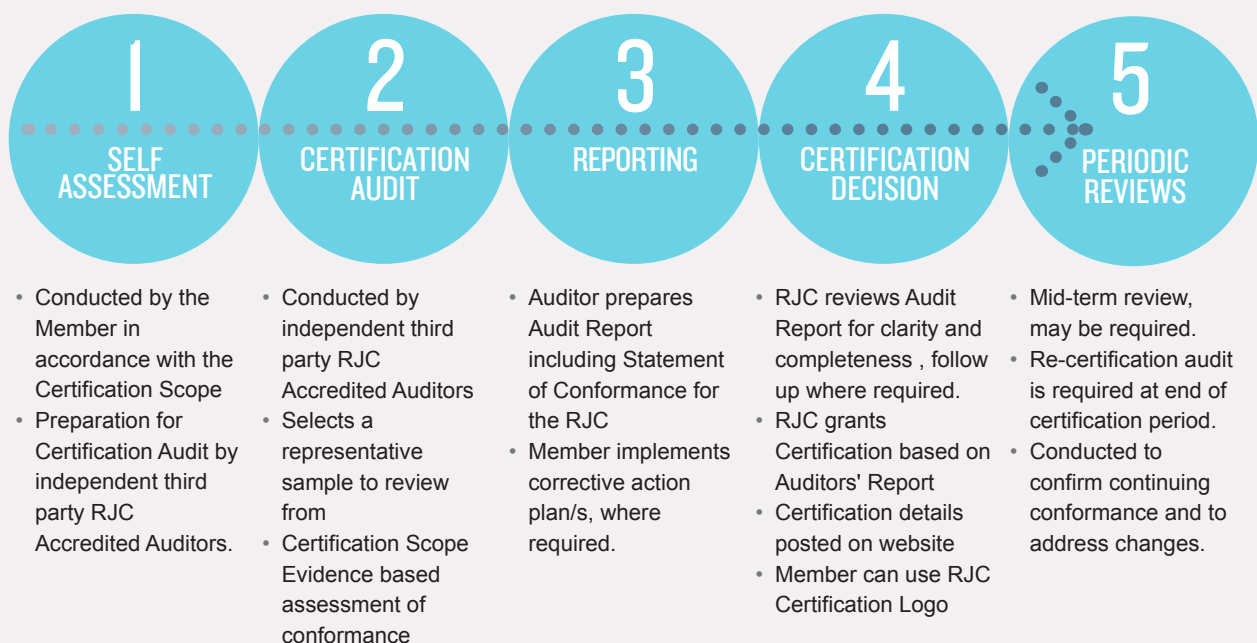 1
SELF
ASSESSMENT
• Conducted by the
Member in
accordance with the
Certification Scope
• Preparation for
Certification Audit by
independent third
party RJC
Accredited Auditors.
2
CERTIFICATION
AUDIT
• Conducted by
independent third
party RJC
Accredited Auditors
• Selects a
representative
sample to review
from
• Certification Scope
Evidence based
assessment of
conformance
3
REPORTING
• Auditor prepares
Audit Report
including Statement
of Conformance for
the RJC
• Member implements
corrective action
plan/s, where
required.
4
CERTIFICATION
DECISION
• RJC reviews Audit
Report for clarity and
completeness , follow
up where required.
• RJC grants
Certification based on
Auditors' Report
• Certification details
posted on website
• Member can use RJC
Certification Logo
5
PERIODIC
REVIEWS
• Mid-term review,
may be required.
• Re-certification audit
is required at end of
certification period.
• Conducted to
confirm continuing
conformance and to
address changes.